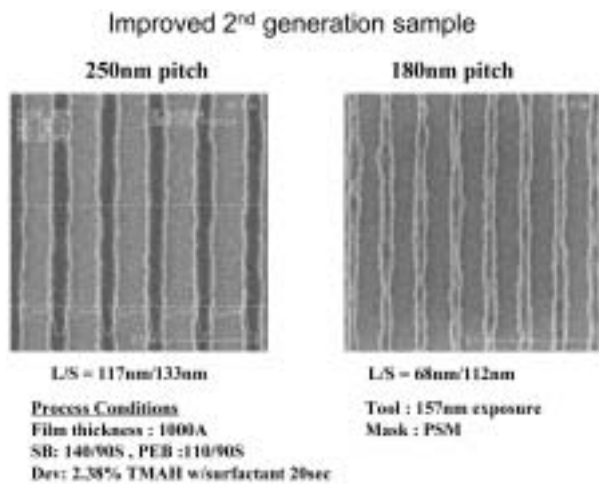 Improved 2nd generation sample
250nm pitch
180nm pitch
L/S = 117nm/133nm
L/S = 68nm/112nm
Process Conditions
Film thickness : 1000A
SB: 140/90S , PEB :110/90S
Dev: 2.38% TMAH w/surfactant 20sec
Tool : 157nm exposure
Mask : PSM